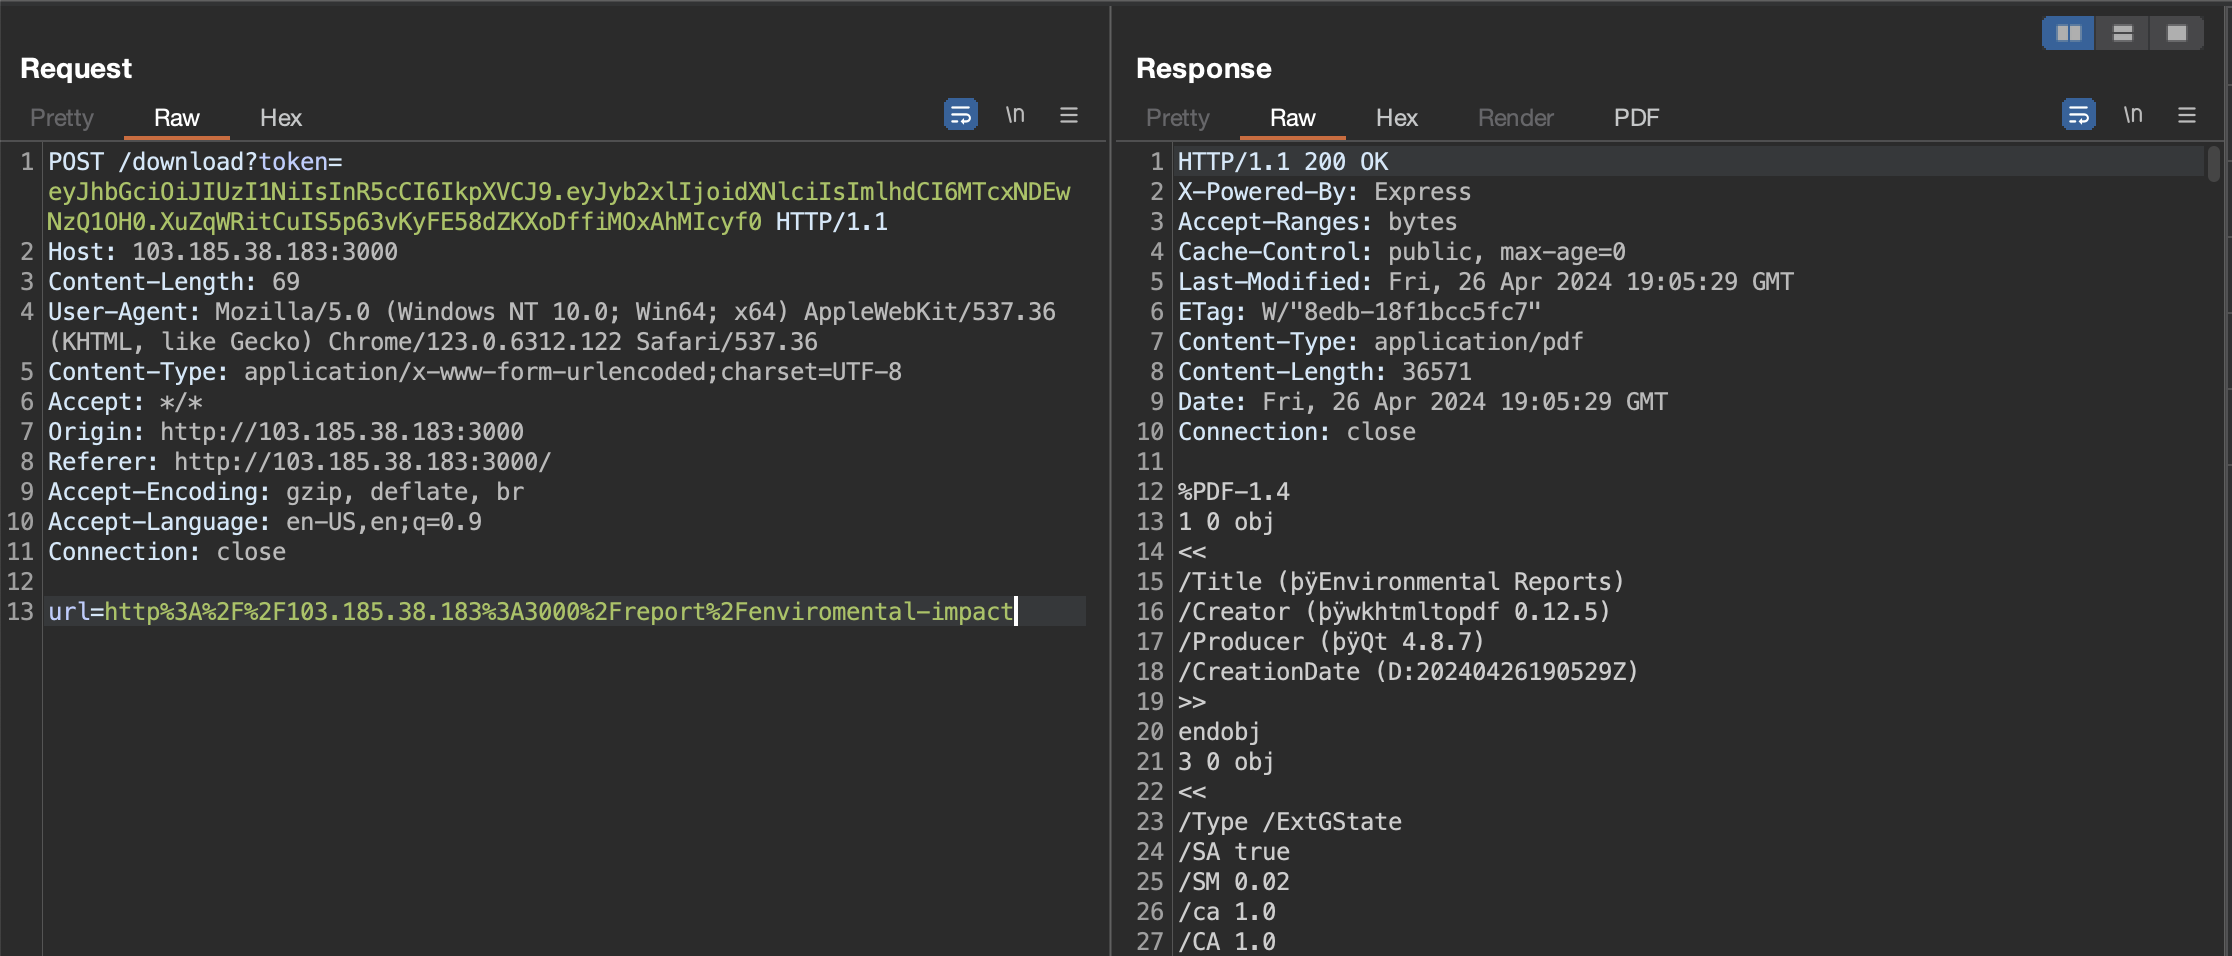 Request
Pretty Raw Hex \n
1 POST /download?token=
eyJhbGciOiJIUzI1NiIsInR5cCI6IkpXVCJ9.eyJyb2xlIjoidXNlciIsImlhdCI6MTcxNDEw
NzQ1OH0.XuZqWRitCuIS5p63vKyFE58dZKXoDffiMOxAhMIcyf0 HTTP/1.1
2 Host: 103.185.38.183:3000
3 Content-Length: 69
4 User-Agent: Mozilla/5.0 (Windows NT 10.0; Win64; x64) AppleWebKit/537.36
(KHTML, like Gecko) Chrome/123.0.6312.122 Safari/537.36
5 Content-Type: application/x-www-form-urlencoded;charset=UTF-8
6 Accept: */*
7 Origin: http://103.185.38.183:3000
8 Referer: http://103.185.38.183:3000/
9 Accept-Encoding: gzip, deflate, br
10 Accept-Language: en-US,en;q=0.9
11 Connection: close
12
13 url=http%3A%2F%2F103.185.38.183%3A3000%2Freport%2Fenviromental-impact
Response
Pretty Raw Hex Render PDF \n
1 HTTP/1.1 200 OK
2 X-Powered-By: Express
3 Accept-Ranges: bytes
4 Cache-Control: public, max-age=0
5 Last-Modified: Fri, 26 Apr 2024 19:05:29 GMT
6 ETag: W/"8edb-18f1bcc5fc7"
7 Content-Type: application/pdf
8 Content-Length: 36571
9 Date: Fri, 26 Apr 2024 19:05:29 GMT
10 Connection: close
11
12 %PDF-1.4
13 1 0 obj
14 <<
15 /Title (þÿEnvironmental Reports)
16 /Creator (þÿwkhtmltopdf 0.12.5)
17 /Producer (þÿQt 4.8.7)
18 /CreationDate (D:20240426190529Z)
19 >>
20 endobj
21 3 0 obj
22 <<
23 /Type /ExtGState
24 /SA true
25 /SM 0.02
26 /ca 1.0
27 /CA 1.0